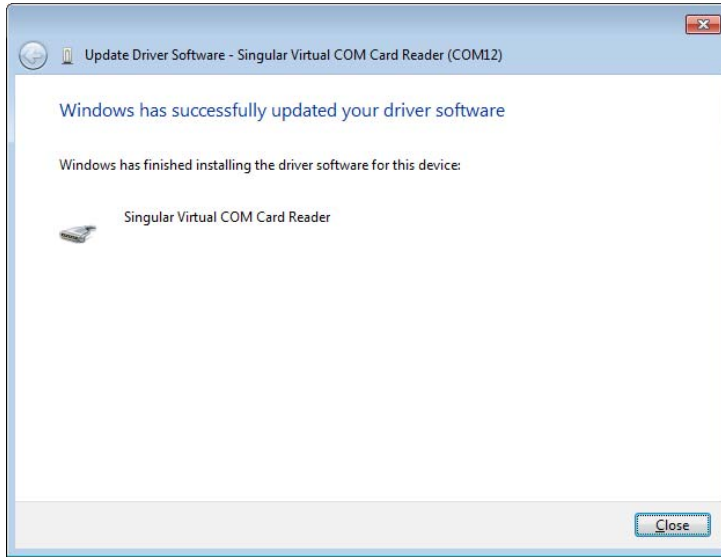 Update Driver Software - Singular Virtual COM Card Reader (COM12)
Windows has successfully updated your driver software
Windows has finished installing the driver software for this device:
Singular Virtual COM Card Reader
Close